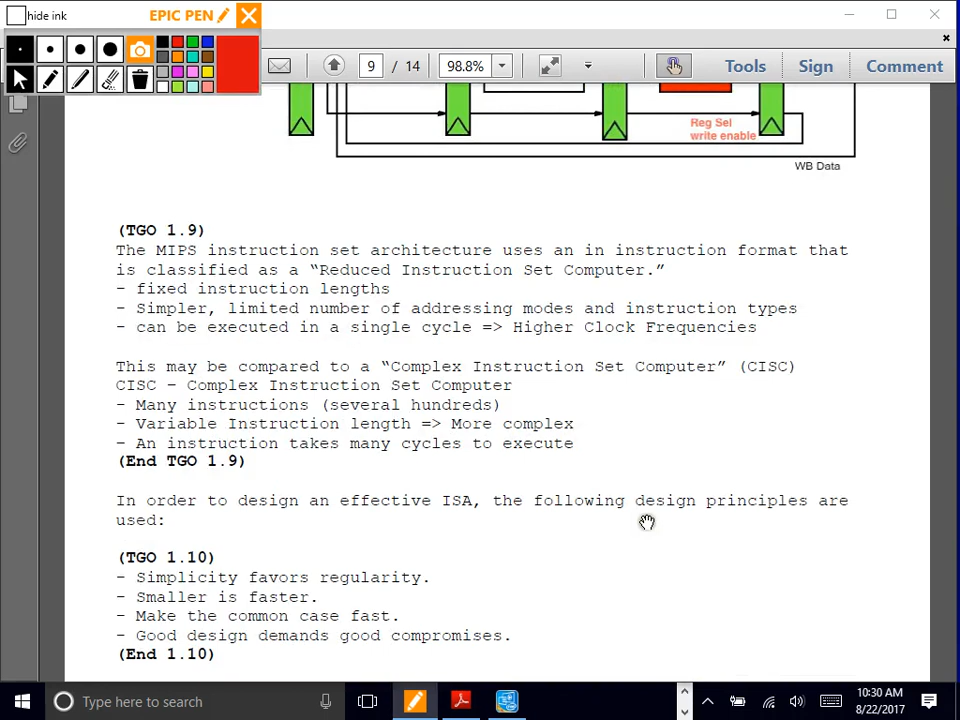 hide ink
EPIC PEN
9 / 14
98.8%
Tools
Sign
Comment
Reg Sel
write enable
WB Data
(TGO 1.9)
The MIPS instruction set architecture uses an in instruction format that
is classified as a “Reduced Instruction Set Computer.”
- fixed instruction lengths
- Simpler, limited number of addressing modes and instruction types
- can be executed in a single cycle => Higher Clock Frequencies
This may be compared to a “Complex Instruction Set Computer” (CISC)
CISC – Complex Instruction Set Computer
- Many instructions (several hundreds)
- Variable Instruction length => More complex
- An instruction takes many cycles to execute
(End TGO 1.9)
In order to design an effective ISA, the following design principles are
used:
(TGO 1.10)
- Simplicity favors regularity.
- Smaller is faster.
- Make the common case fast.
- Good design demands good compromises.
(End 1.10)
Type here to search
10:30 AM
8/22/2017